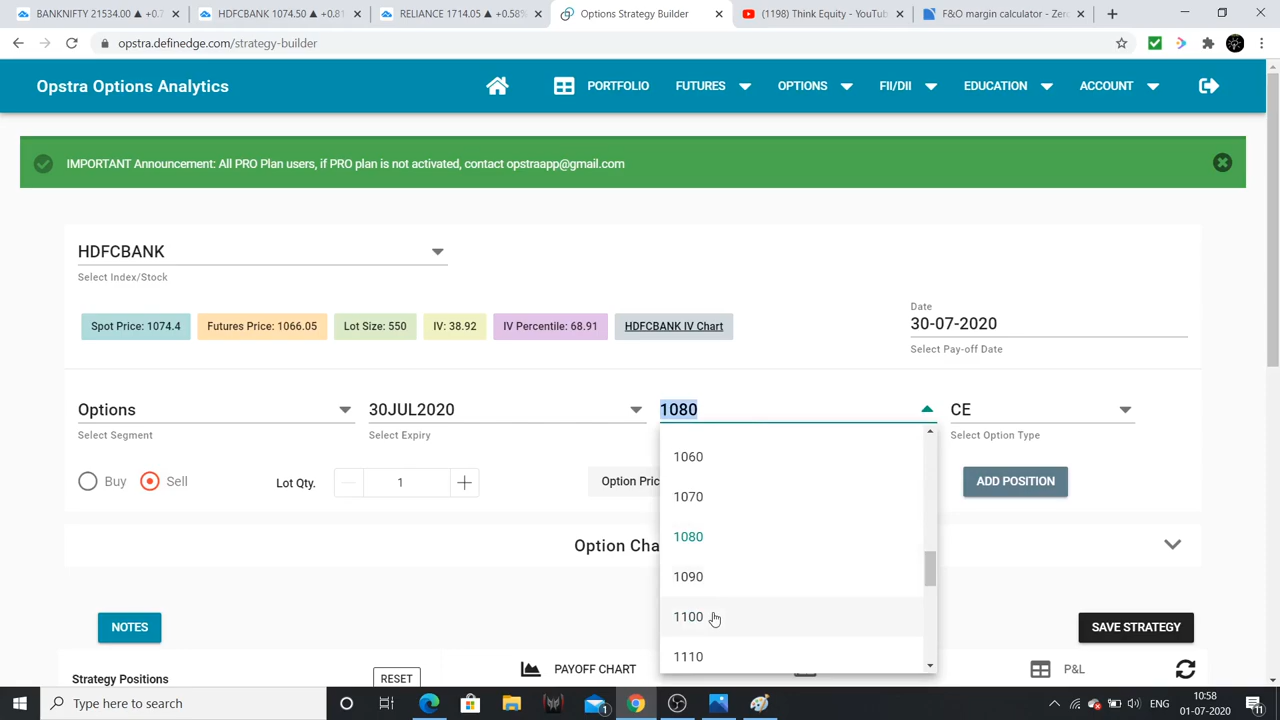 BANKNIFTY 21534.00 ▲ +0.7
HDFCBANK 1074.50 ▲ +0.81
RELIANCE 1714.05 ▲ +0.58%
Options Strategy Builder
(1198) Think Equity - YouTub
F&O margin calculator - Zero
opstra.definedge.com/strategy-builder
Opstra Options Analytics
PORTFOLIO
FUTURES
OPTIONS
FII/DII
EDUCATION
ACCOUNT
IMPORTANT Announcement: All PRO Plan users, if PRO plan is not activated, contact opstraapp@gmail.com
HDFCBANK
Select Index/Stock
Spot Price: 1074.4
Futures Price: 1066.05
Lot Size: 550
IV: 38.92
IV Percentile: 68.91
HDFCBANK IV Chart
Date
30-07-2020
Select Pay-off Date
Options
Select Segment
30JUL2020
Select Expiry
1080
CE
Select Option Type
1060
1070
1080
1090
1100
1110
Buy
Sell
Lot Qty.
1
Option Pric
ADD POSITION
Option Cha
NOTES
SAVE STRATEGY
Strategy Positions
RESET
PAYOFF CHART
P&L
Type here to search
1
ENG
10:58
01-07-2020
11